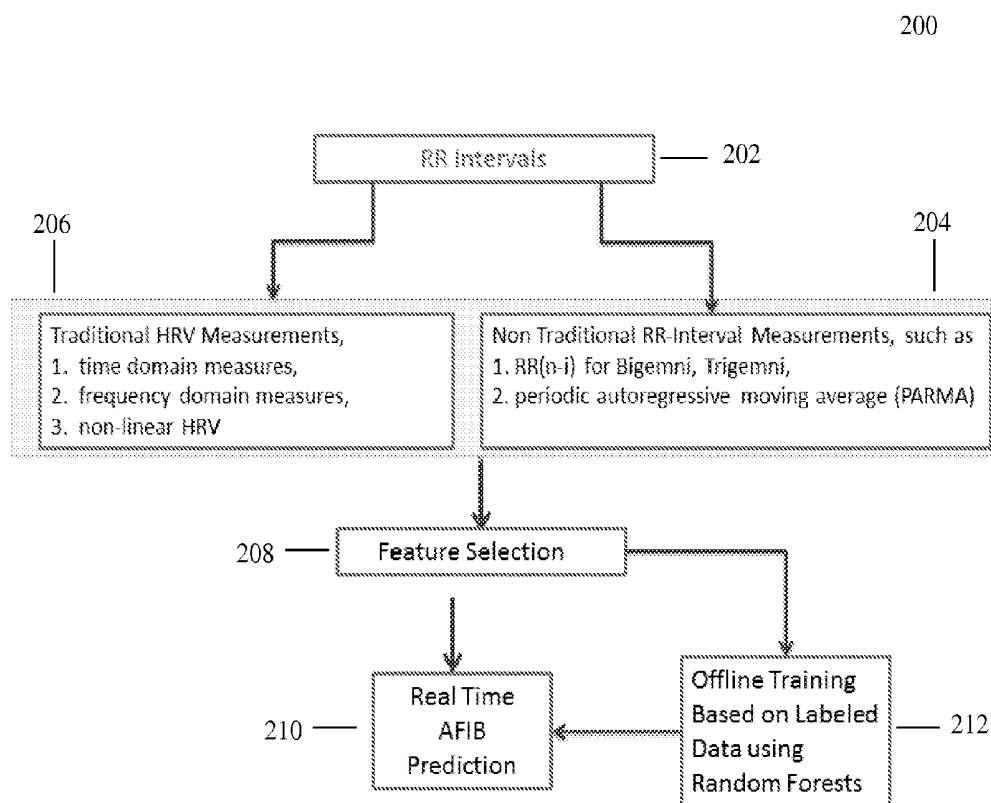 200
RR Intervals
202
206
204
Traditional HRV Measurements,
1. time domain measures,
2. frequency domain measures,
3. non-linear HRV
Non Traditional RR-Interval Measurements, such as
1. RR(n-i) for Bigemni, Trigemni,
2. periodic autoregressive moving average (PARMA)
208
Feature Selection
210
Real Time
AFIB
Prediction
Offline Training
Based on Labeled
Data using
Random Forests
212